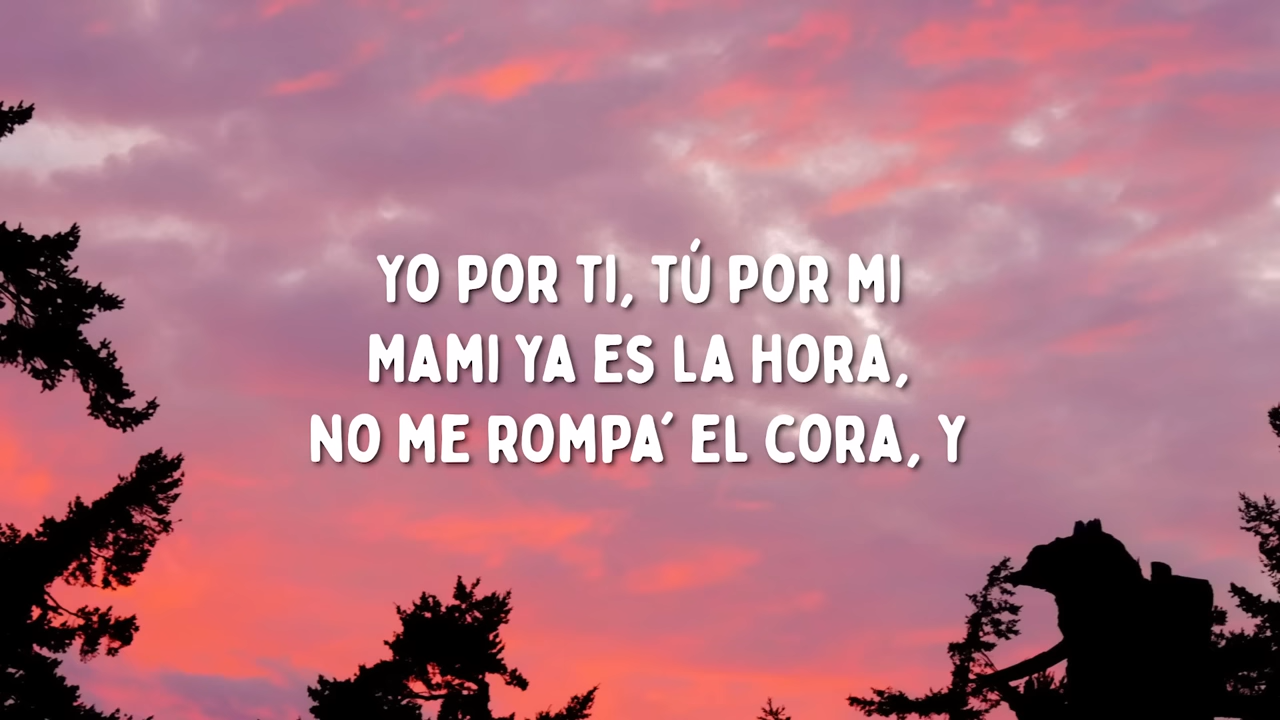 YO POR TI, TÚ POR MI
MAMI YA ES LA HORA,
NO ME ROMPA' EL CORA, Y